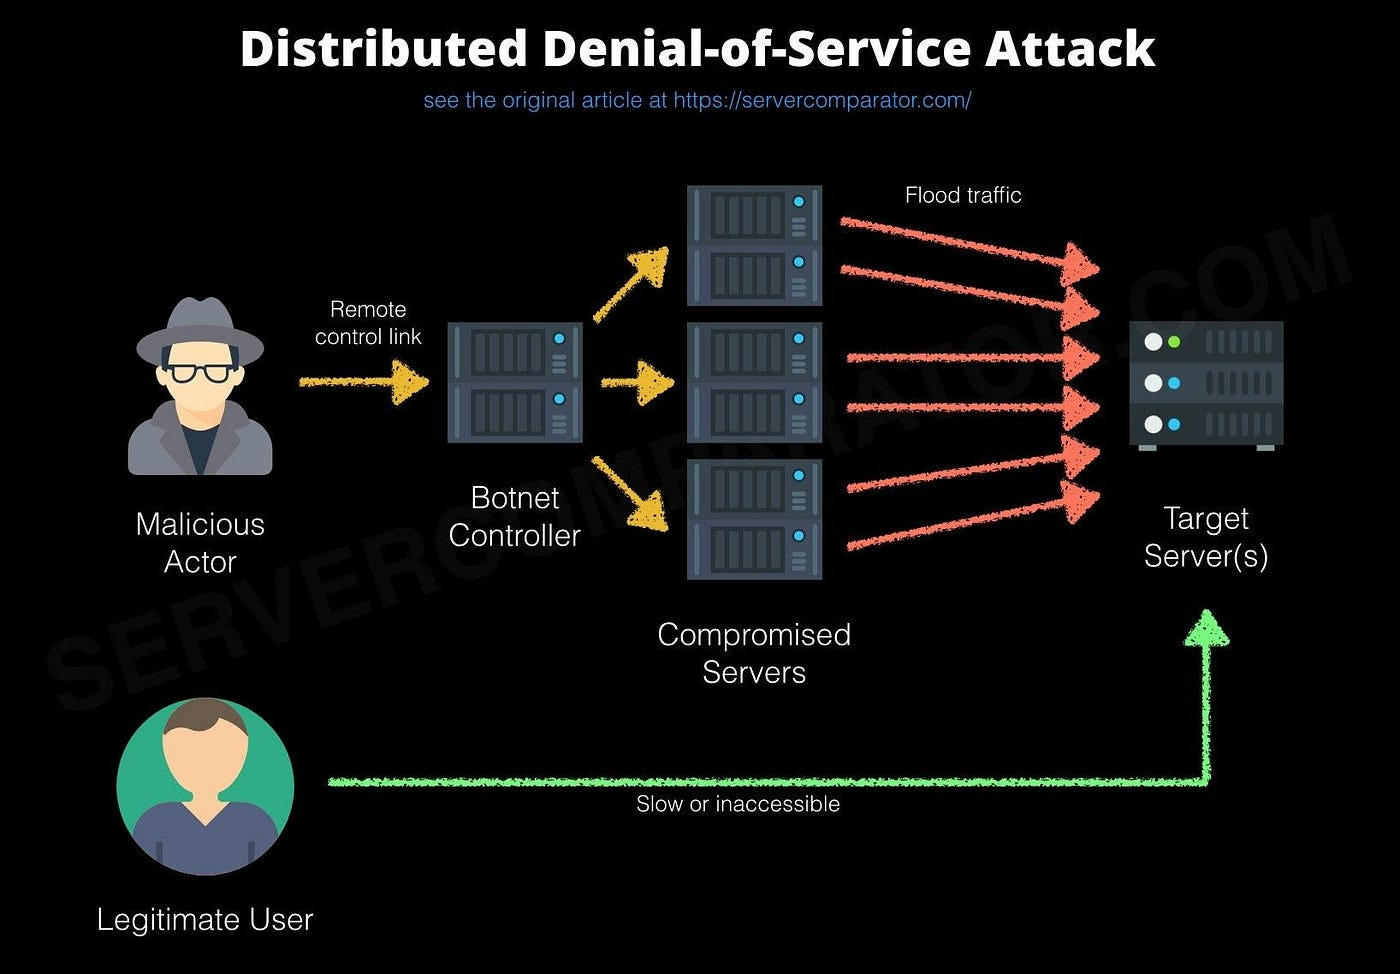 Distributed Denial-of-Service Attack
see the original article at https://servercomparator.com/
Flood traffic
Remote
control link
Botnet
Controller
Malicious
Actor
Target
Server(s)
Compromised
Servers
Slow or inaccessible
Legitimate User
SERVERCOMPARATOR.COM